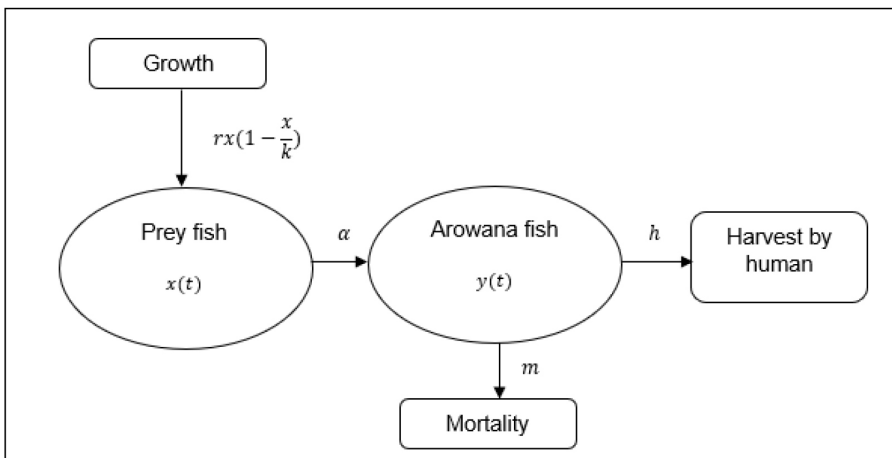 Growth
rx(1 − x/k)
Prey fish
x(t)
α
Arowana fish
y(t)
h
Harvest by
human
m
Mortality